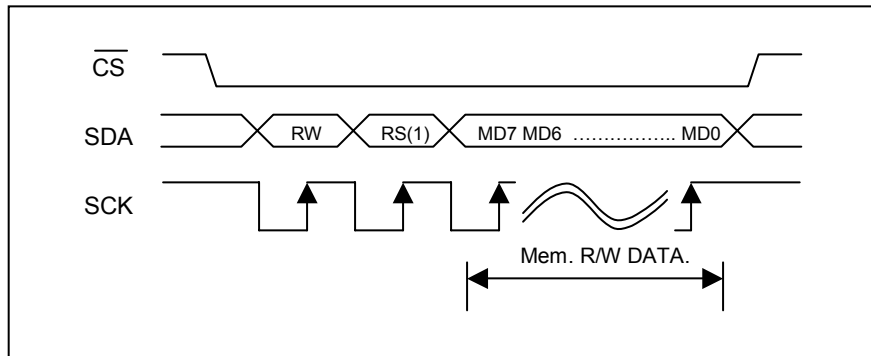 CS
SDA RW RS(1) MD7 MD6 ................. MD0
SCK
Mem. R/W DATA.